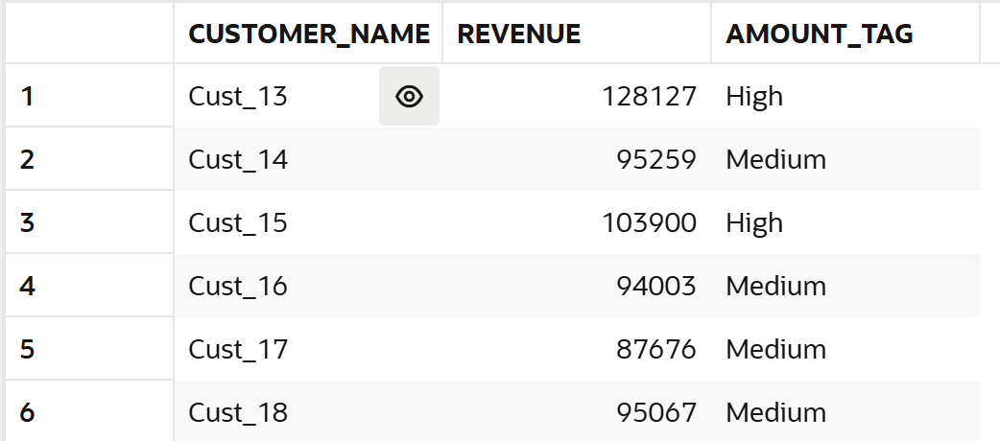 CUSTOMER_NAME REVENUE AMOUNT_TAG
1 Cust_13 128127 High
2 Cust_14 95259 Medium
3 Cust_15 103900 High
4 Cust_16 94003 Medium
5 Cust_17 87676 Medium
6 Cust_18 95067 Medium